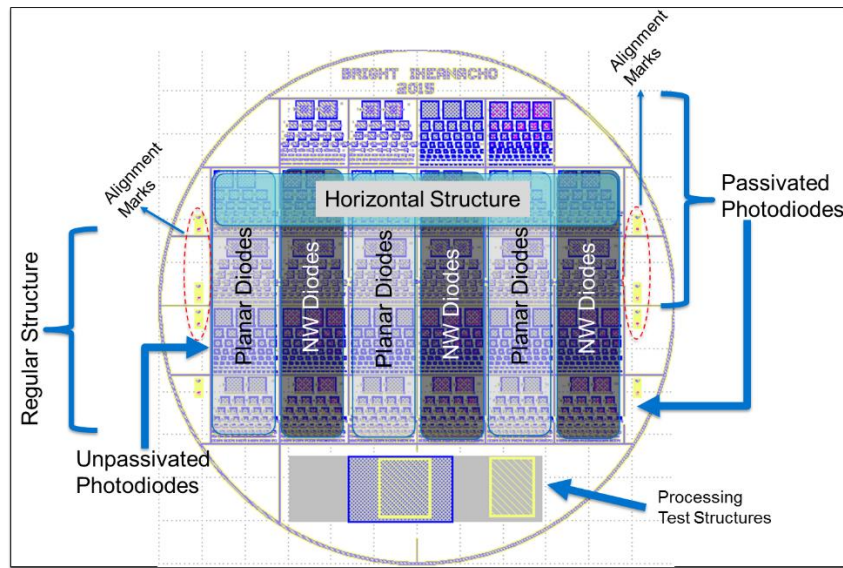 BRIGHT IHEANACHO
2015
Alignment
Marks
Alignment
Marks
Horizontal Structure
Passivated
Photodiodes
Regular Structure
Planar Diodes
NW Diodes
Planar Diodes
NW Diodes
Planar Diodes
NW Diodes
Unpassivated
Photodiodes
Processing
Test Structures